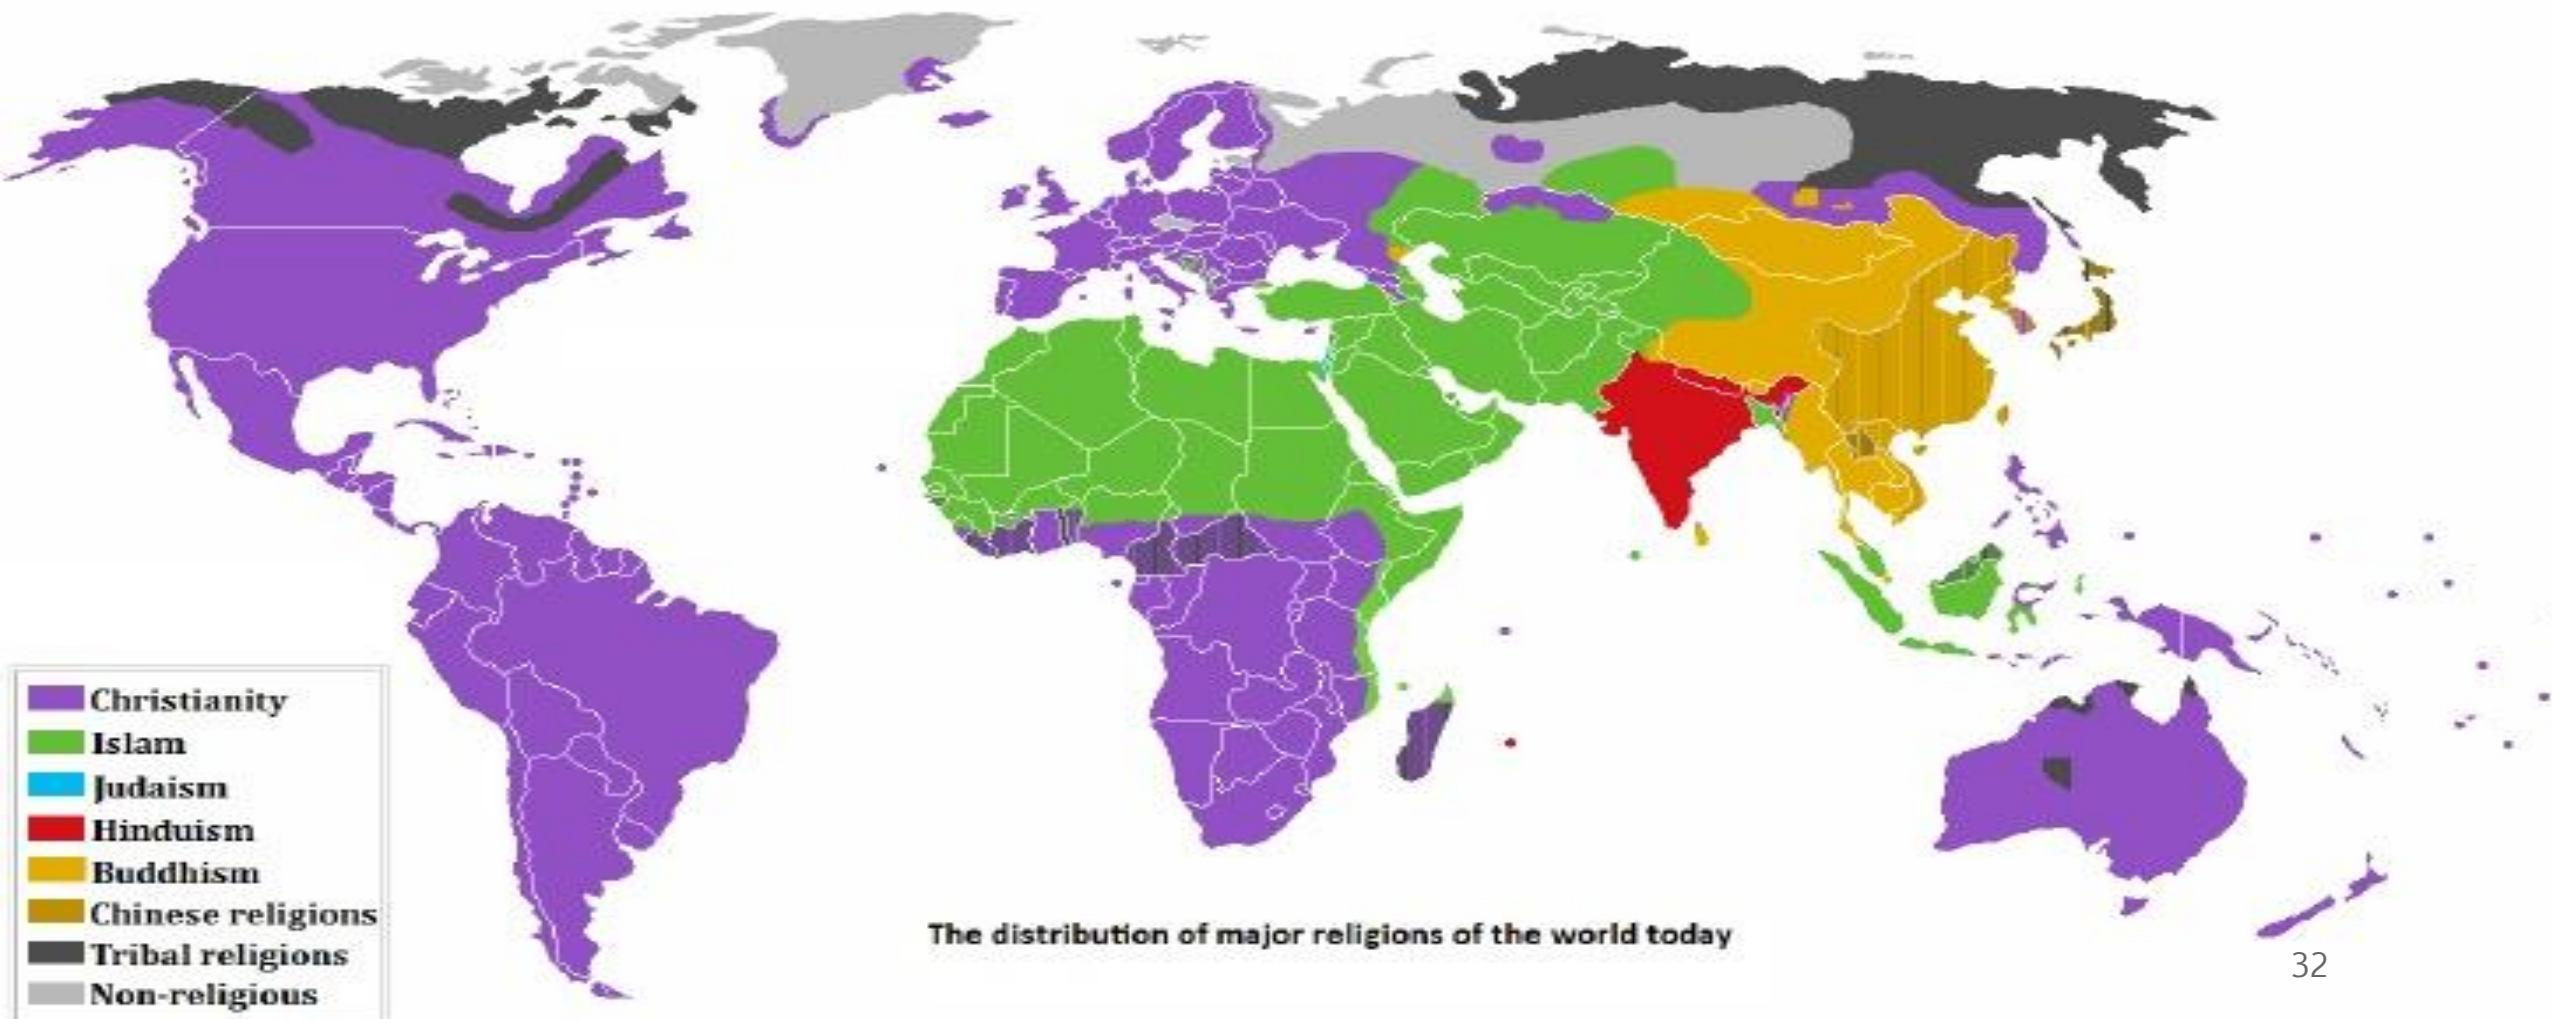 Christianity
Islam
Judaism
Hinduism
Buddhism
Chinese religions
Tribal religions
Non-religious
The distribution of major religions of the world today
32